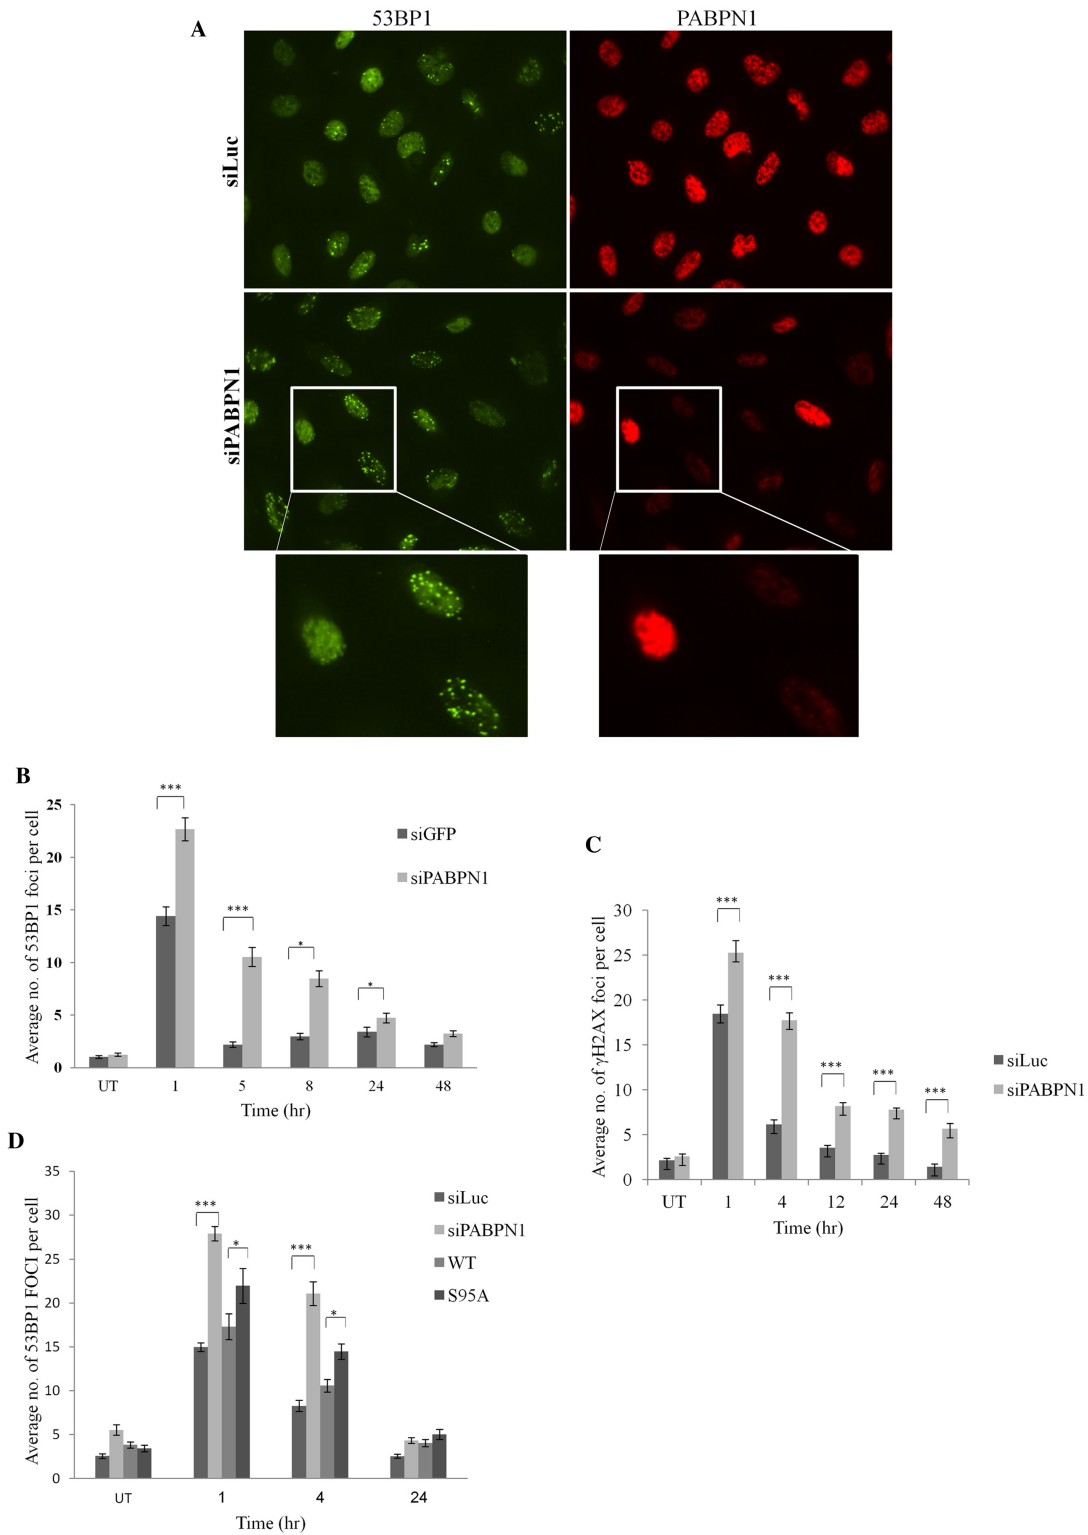 A
53BP1
PABPN1
siLuc
siPABPN1
B
Average no. of 53BP1 foci per cell
25
20
15
10
5
0
***
***
*
*
siGFP
siPABPN1
UT 1 5 8 24 48
Time (hr)
C
Average no. of γH2AX foci per cell
30
25
20
15
10
5
0
***
***
***
***
***
siLuc
siPABPN1
UT 1 4 12 24 48
Time (hr)
D
Average no. of 53BP1 FOCI per cell
35
30
25
20
15
10
5
0
***
*
***
*
siLuc
siPABPN1
WT
S95A
UT 1 4 24
Time (hr)